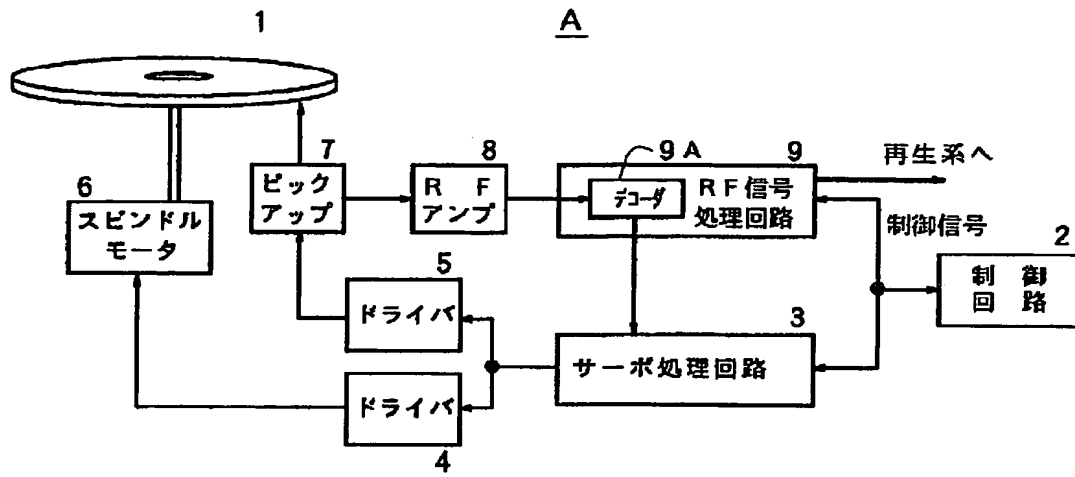 1
A
7
8
9A
9
再生系へ
6
ピック
アップ
RF
アンプ
デコーダ
RF信号
処理回路
スピンドル
モータ
制御信号
2
制御
回路
5
ドライバ
3
サーボ処理回路
ドライバ
4